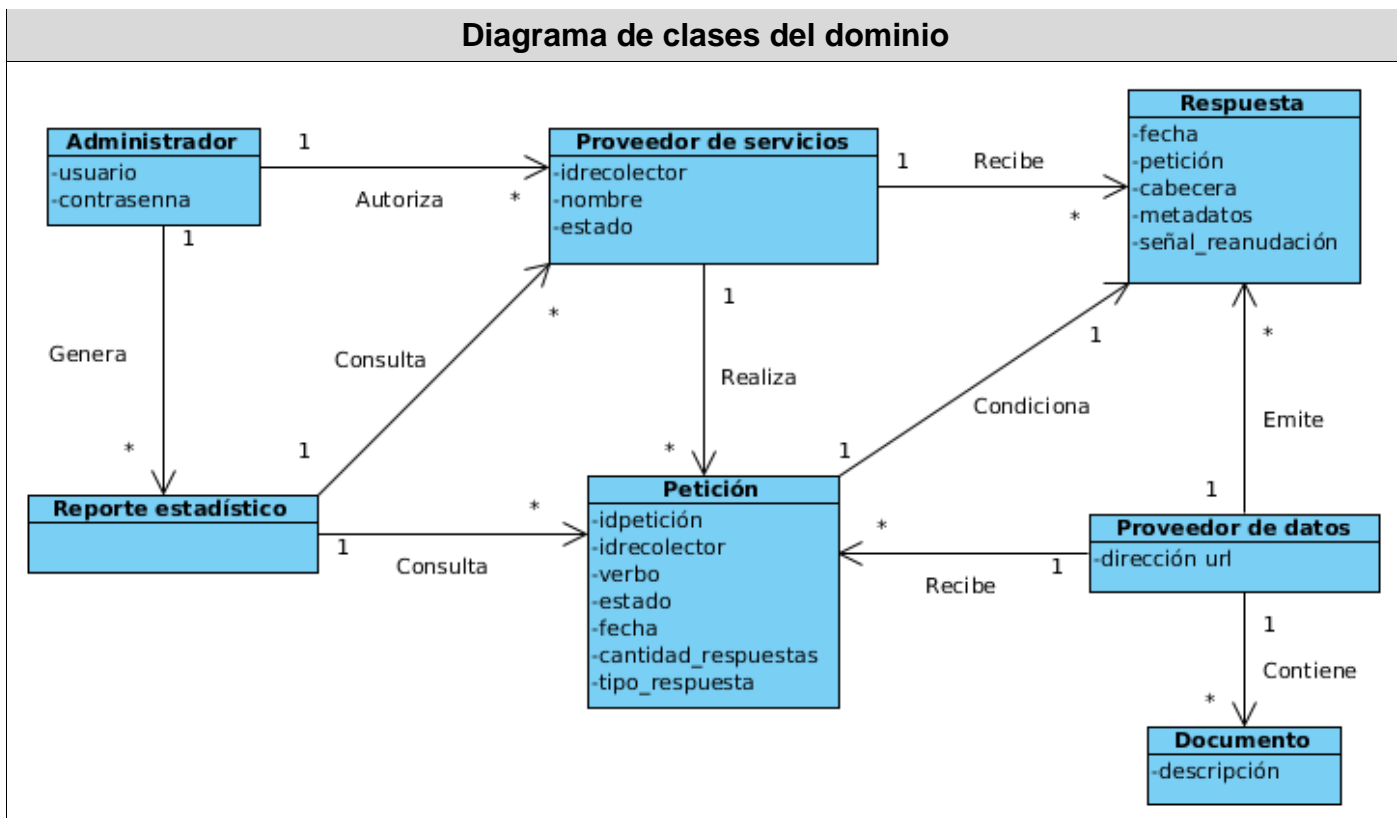 Diagrama de clases del dominio
Administrador
-usuario
-contrasenna
1
Autoriza
*
Proveedor de servicios
-idrecolector
-nombre
-estado
1
Recibe
*
Respuesta
-fecha
-petición
-cabecera
-metadatos
-señal_reanudación
1
Genera
*
Consulta
*
1
1
Realiza
*
1
Condiciona
1
*
Emite
1
Reporte estadístico
1
Consulta
*
Petición
-idpetición
-idrecolector
-verbo
-estado
-fecha
-cantidad_respuestas
-tipo_respuesta
*
Recibe
1
Proveedor de datos
-dirección url
1
Contiene
*
Documento
-descripción